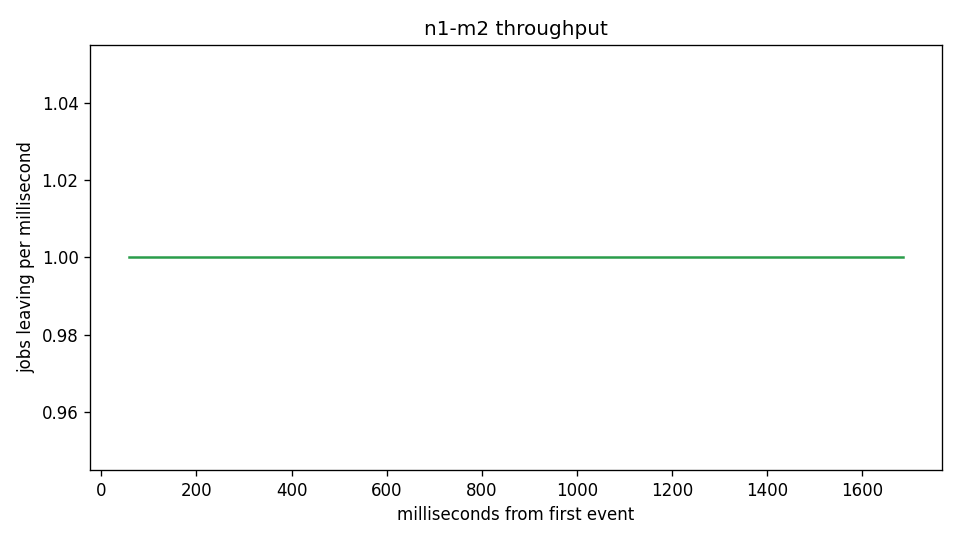 n1-m2 throughput
jobs leaving per millisecond
1.04
1.02
1.00
0.98
0.96
0 200 400 600 800 1000 1200 1400 1600
milliseconds from first event